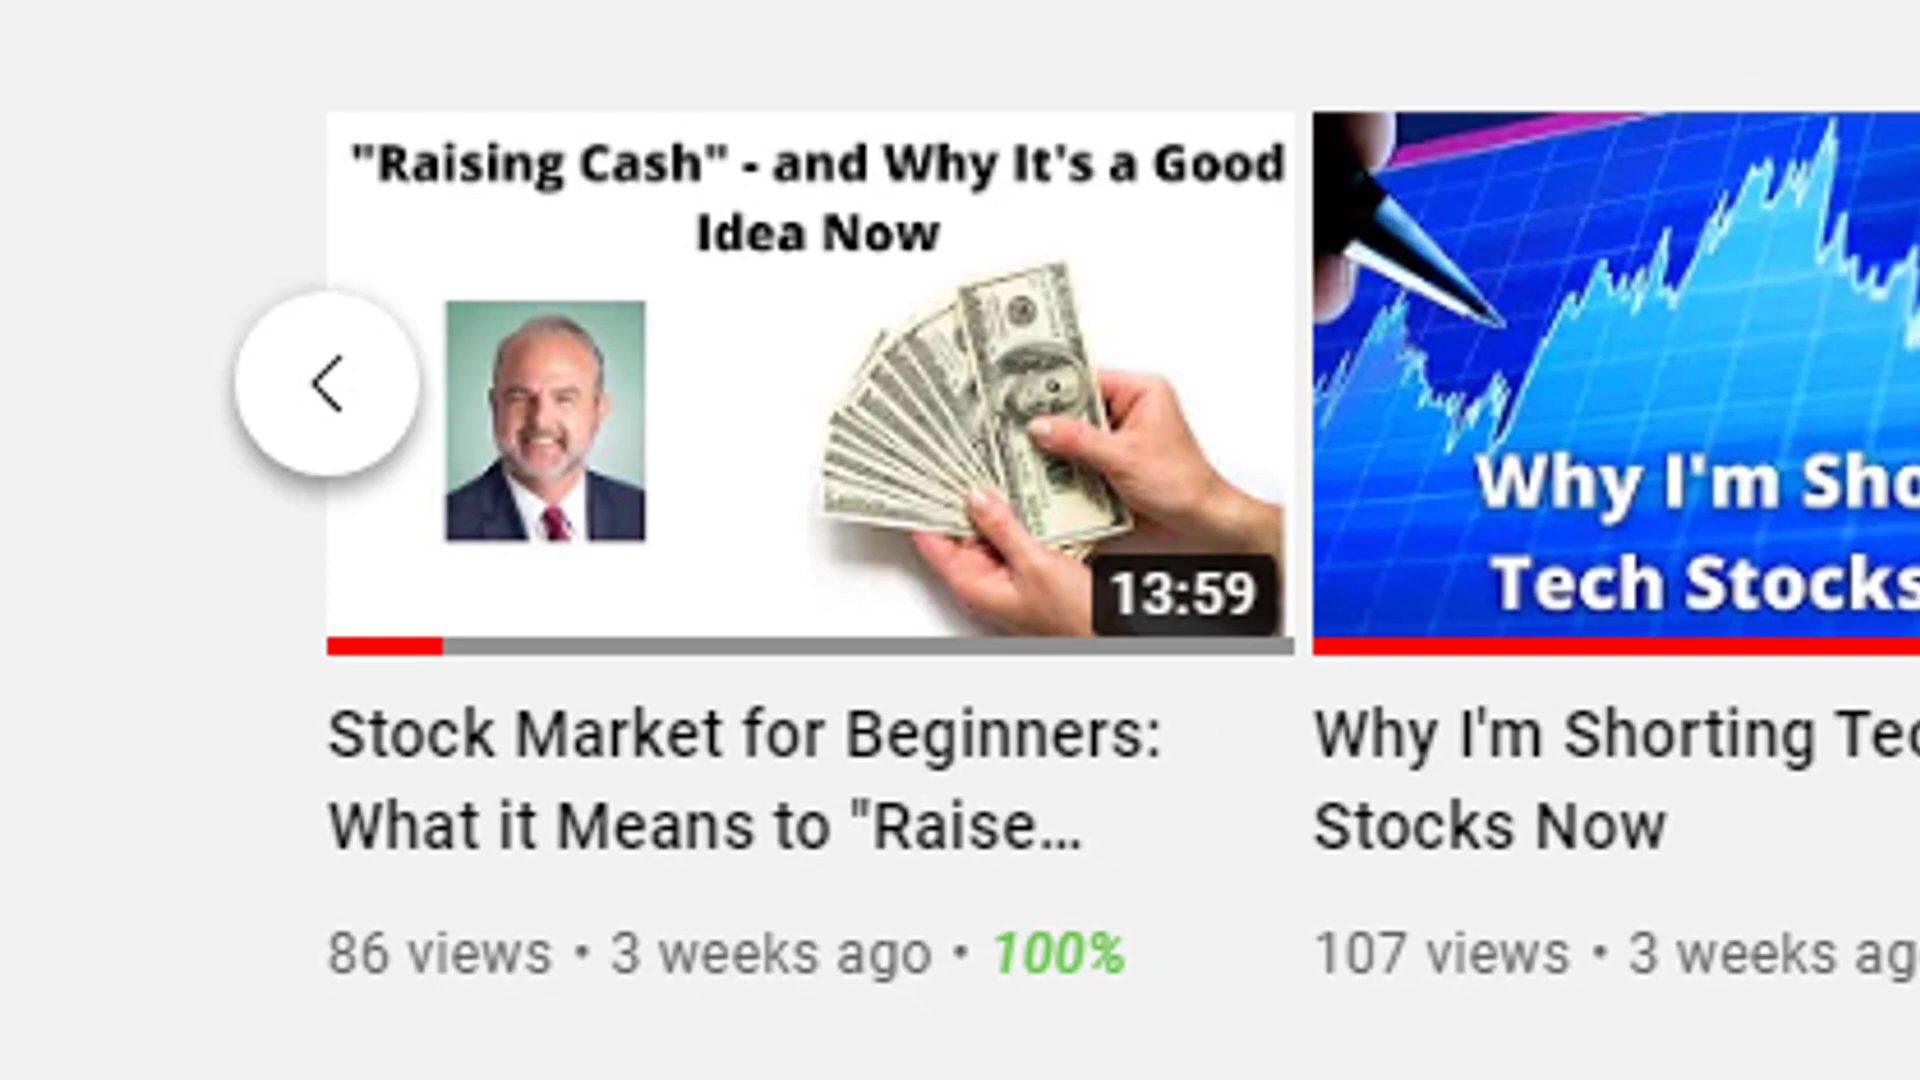 "Raising Cash" - and Why It's a Good
Idea Now
13:59
Stock Market for Beginners:
What it Means to "Raise...
86 views • 3 weeks ago • 100%
Why I'm Sho
Tech Stocks
Why I'm Shorting Tec
Stocks Now
107 views • 3 weeks ag